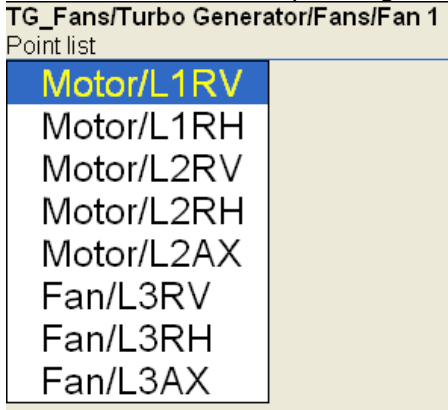 TG_Fans/Turbo Generator/Fans/Fan 1
Point list
Motor/L1RV
Motor/L1RH
Motor/L2RV
Motor/L2RH
Motor/L2AX
Fan/L3RV
Fan/L3RH
Fan/L3AX